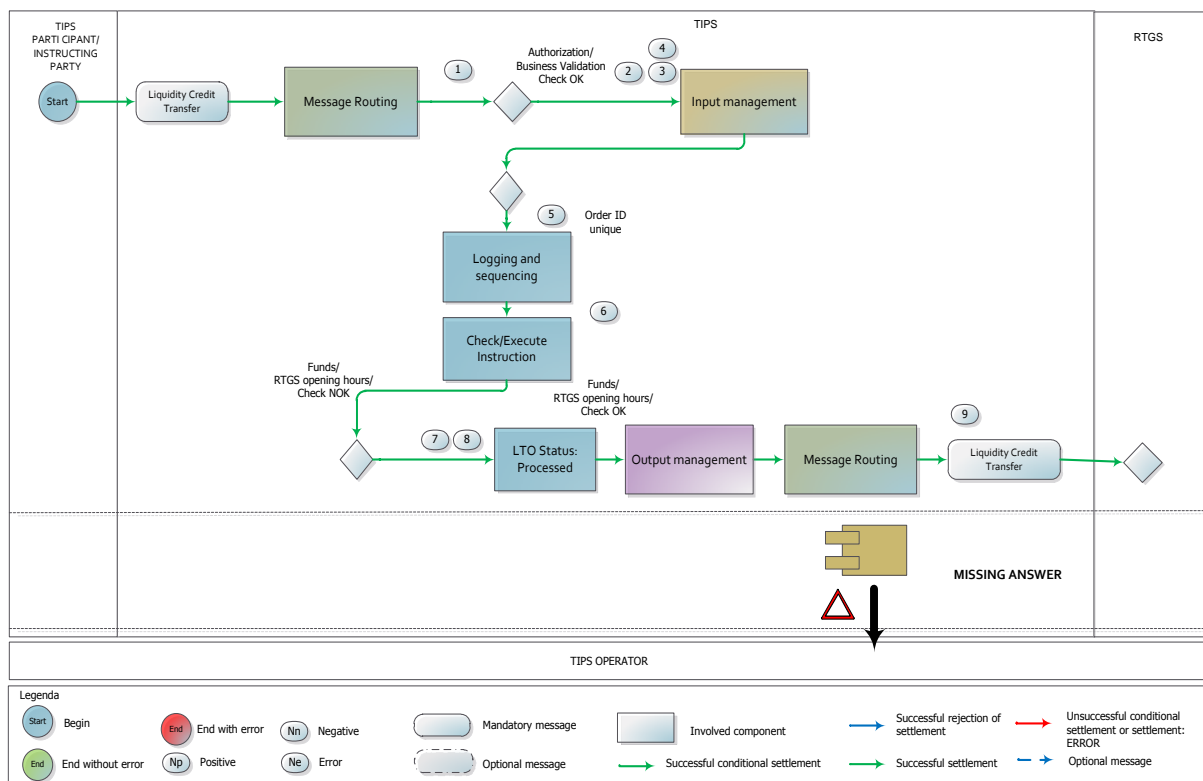 TIPS
PARTI CIPANT/
INSTRUCTING
PARTY
TIPS
RTGS
Start
Liquidity Credit
Transfer
Message Routing
1
Authorization/
Business Validation
Check OK
2
4
3
Input management
5
Order ID
unique
Logging and
sequencing
6
Check/Execute
Instruction
Funds/
RTGS opening hours/
Check NOK
Funds/
RTGS opening hours/
Check OK
7
8
LTO Status:
Processed
Output management
Message Routing
9
Liquidity Credit
Transfer
MISSING ANSWER
TIPS OPERATOR
Legenda
Start
Begin
End
End with error
Nn
Negative
Mandatory message
Involved component
Successful rejection of
settlement
Unsuccessful conditional
settlement or settlement:
ERROR
End
End without error
Np
Positive
Ne
Error
Optional message
Successful conditional settlement
Successful settlement
Optional message